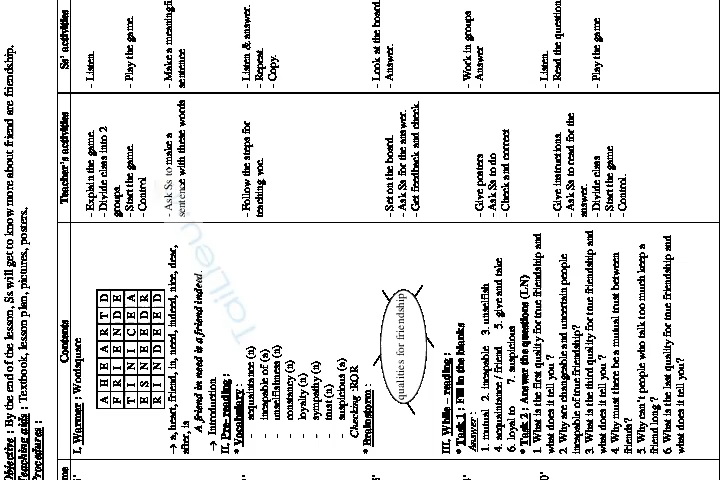 Objective : By the end of the lesson, Ss will get to know more about friend are friendship.
Teaching aids : Textbook, lesson plan, pictures, posters.
Procedures :
Contents
Teacher's activities
Ss' activities
I. Warmer : Wordsquare
A H E A R T D
F R I E N D E
T I N I C E A
E S N E E D R
R I N D E E D
→ a, heart, friend, in, need, indeed, nice, dear,
after, is
A friend in need is a friend indeed.
→ Introduction
II. Pre- reading :
* Vocabulary :
- acquaintance (n)
- incapable of (a)
- unselfishness (n)
- constancy (n)
- loyalty (n)
- sympathy (n)
- trust (n)
- suspicious (a)
Checking :ROR
* Brainstorm :
qualities for friendship
III. While – reading :
* Task 1 : Fill in the blanks
Answer :
1. mutual 2. incapable 3. unselfish
4. acquaintance / friend 5. give and take
6. loyal to 7. suspicious
* Task 2 : Answer the questions (LN)
1. What is the first quality for true friendship and
what does it tell you ?
2. Why are changeable and uncertain people
incapable of true friendship?
3. What is the third quality for true friendship and
what does it tell you ?
4. Why must there be a mutual trust between
friends?
5. Why can't people who talk too much keep a
friend long ?
6. What is the last quality for true friendship and
what does it tell you?
- Explain the game.
- Divide class into 2
groups.
- Start the game.
- Control
- Ask Ss to make a
sentence with these words
- Follow the steps for
teaching voc.
- Set on the board.
- Ask Ss for the answer.
- Get feedback and check.
- Give posters
- Ask Ss to do
- Check and correct
- Give instructions.
- Ask Ss to read for the
answer.
- Divide class
- Start the game
- Control.
- Listen.
- Play the game.
- Make a
sentence
- Listen & answer.
- Repeat.
- Copy.
- Look at the board.
- Answer.
- Work in groups
- Answer
- Listen.
- Read the question
- Play the game
TaiLieu